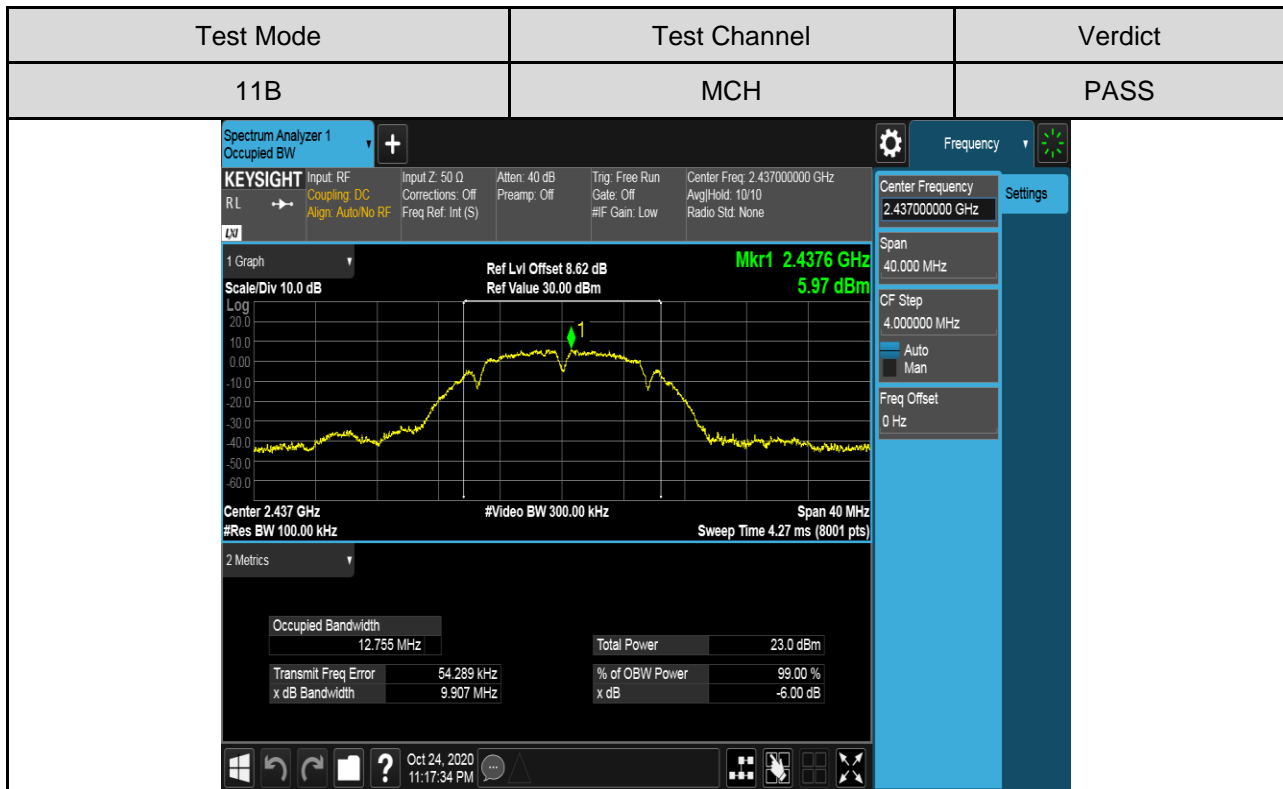 Test Mode Test Channel Verdict
11B MCH PASS
Spectrum Analyzer 1
Occupied BW
+
Frequency
KEYSIGHT Input: RF Input Z: 50 Ω Atten: 40 dB Trig: Free Run Center Freq: 2.437000000 GHz
RL Coupling: DC Corrections: Off Preamp: Off Gate: Off Avg|Hold: 10/10
Align: Auto/No RF Freq Ref: Int (S) #IF Gain: Low Radio Std: None
LXI
Center Frequency
2.437000000 GHz
Settings
Span
40.000 MHz
CF Step
4.000000 MHz
Auto
Man
Freq Offset
0 Hz
1 Graph Ref Lvl Offset 8.62 dB Mkr1 2.4376 GHz
Scale/Div 10.0 dB Ref Value 30.00 dBm 5.97 dBm
Log
20.0
10.0
0.00
-10.0
-20.0
-30.0
-40.0
-50.0
-60.0
1
Center 2.437 GHz #Video BW 300.00 kHz Span 40 MHz
#Res BW 100.00 kHz Sweep Time 4.27 ms (8001 pts)
2 Metrics
Occupied Bandwidth
12.755 MHz Total Power 23.0 dBm
Transmit Freq Error 54.289 kHz % of OBW Power 99.00 %
x dB Bandwidth 9.907 MHz x dB -6.00 dB
? Oct 24, 2020
11:17:34 PM